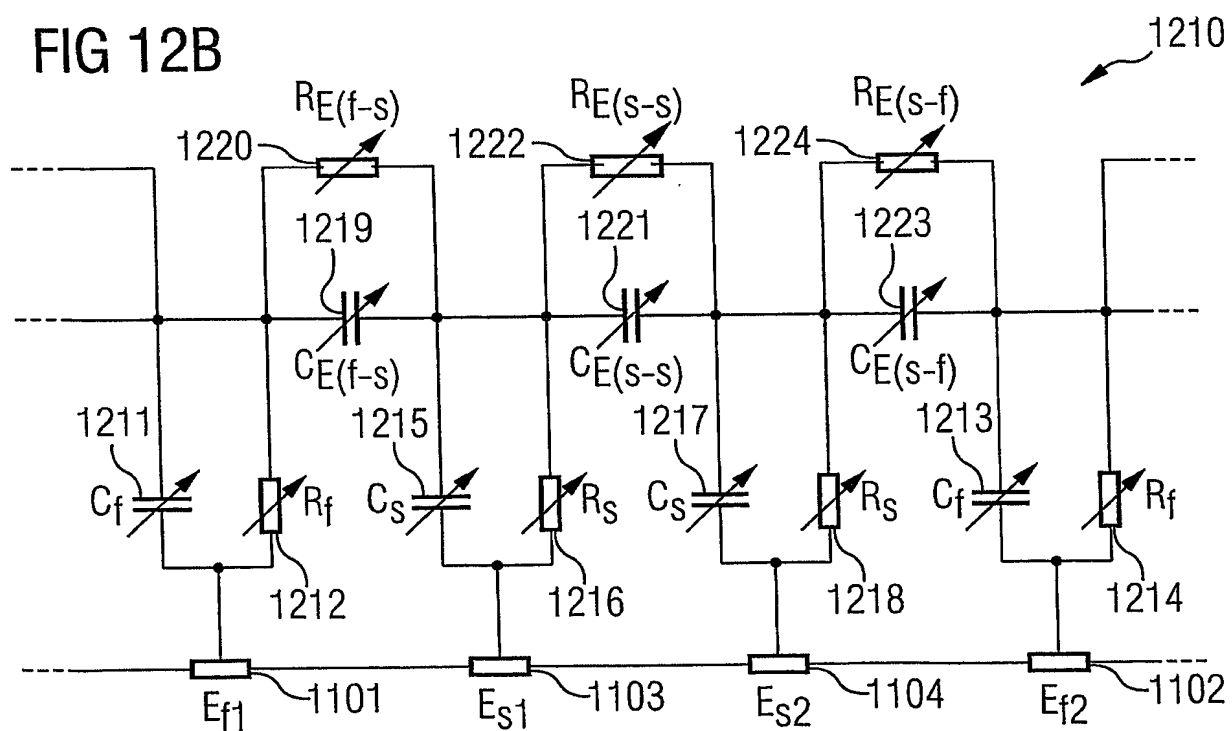 FIG 12B
1210
R_E(f-s) R_E(s-s) R_E(s-f)
1220 1222 1224
1219 1221 1223
C_E(f-s) C_E(s-s) C_E(s-f)
1211 1215 1217 1213
C_f R_f C_s R_s C_s R_s C_f R_f
1212 1216 1218 1214
1101 1103 1104 1102
E_f1 E_s1 E_s2 E_f2